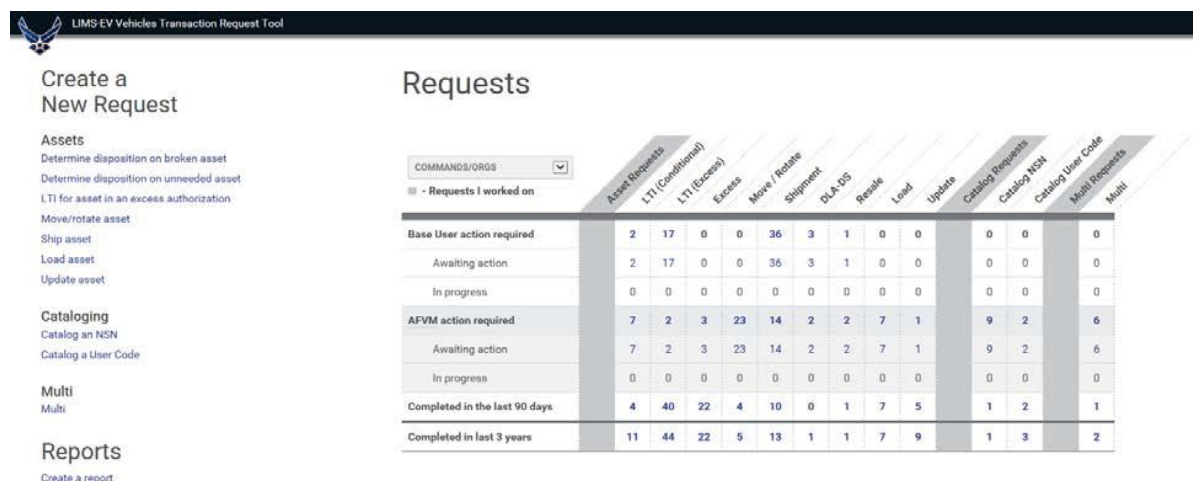 LIMS-EV Vehicles Transaction Request Tool
Create a
New Request
Assets
Determine disposition on broken asset
Determine disposition on unneeded asset
LTI for asset in an excess authorization
Move/rotate asset
Ship asset
Load asset
Update asset
Cataloging
Catalog an NSN
Catalog a User Code
Multi
Multi
Reports
Create a report
Requests
COMMANDS/ORGS
- Requests I worked on
Asset Requests
LTI (Conditional)
LTI (Excess)
Excess
Move / Rotate
Shipment
DLA-DS
Resale
Load
Update
Catalog Requests
Catalog NSN
Catalog User Code
Multi Requests
Multi
Base User action required 2 17 0 0 36 3 1 0 0 0 0 0
Awaiting action 2 17 0 0 36 3 1 0 0 0 0 0
In progress 0 0 0 0 0 0 0 0 0 0 0 0
AFVM action required 7 2 3 23 14 2 2 7 1 9 2 6
Awaiting action 7 2 3 23 14 2 2 7 1 9 2 6
In progress 0 0 0 0 0 0 0 0 0 0 0 0
Completed in the last 90 days 4 40 22 4 10 0 1 7 5 1 2 1
Completed in last 3 years 11 44 22 5 13 1 1 7 9 1 3 2